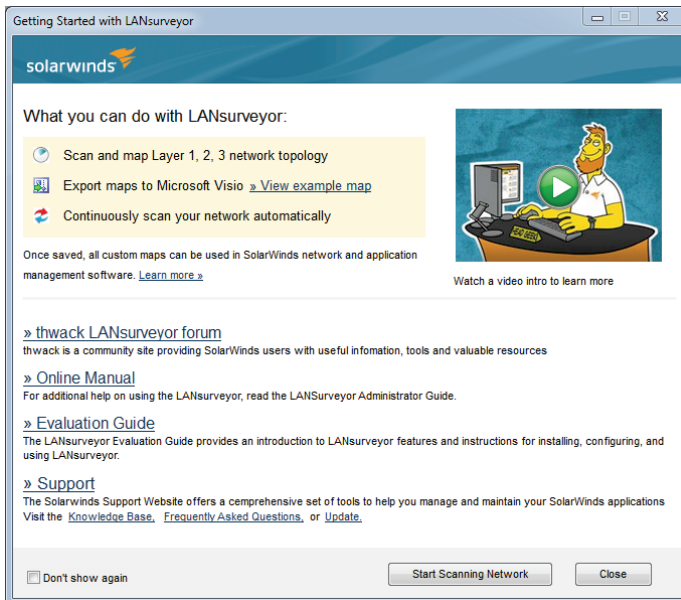 Getting Started with LANsurveyor
solarwinds
What you can do with LANsurveyor:
Scan and map Layer 1, 2, 3 network topology
Export maps to Microsoft Visio » View example map
Continuously scan your network automatically
Once saved, all custom maps can be used in SolarWinds network and application
management software. Learn more »
HEAD GEEK
Watch a video intro to learn more
» thwack LANsurveyor forum
thwack is a community site providing SolarWinds users with useful infomation, tools and valuable resources
» Online Manual
For additional help on using the LANsurveyor, read the LANSurveyor Administrator Guide.
» Evaluation Guide
The LANsurveyor Evaluation Guide provides an introduction to LANsurveyor features and instructions for installing, configuring, and
using LANsurveyor.
» Support
The Solarwinds Support Website offers a cemprehensive set of tools to help you manage and maintain your SolarWinds applications
Visit the Knowledge Base, Frequently Asked Questions, or Update.
Don't show again
Start Scanning Network
Close